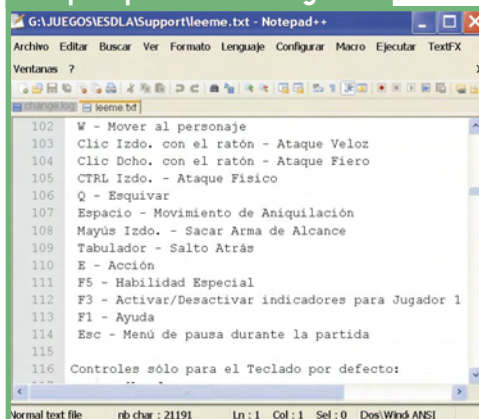 G:\JUEGOS\ESDLA\Support\leeme.txt - Notepad++
Archivo Editar Buscar Ver Formato Lenguaje Configurar Macro Ejecutar TextFX
Ventanas ?
change.log leeme.txt
102 W - Mover al personaje
103 Clic Izdo. con el ratón - Ataque Veloz
104 Clic Dcho. con el ratón - Ataque Fiero
105 CTRL Izdo. - Ataque Físico
106 Q - Esquivar
107 Espacio - Movimiento de Aniquilación
108 Mayús Izdo. - Sacar Arma de Alcance
109 Tabulador - Salto Atrás
110 E - Acción
111 F5 - Habilidad Especial
112 F3 - Activar/Desactivar indicadores para Jugador 1
113 F1 - Ayuda
114 Esc - Menú de pausa durante la partida
115
116 Controles sólo para el Teclado por defecto:
Normal text file nb char : 21191 Ln : 1 Col : 1 Sel : 0 Dos\Windows ANSI